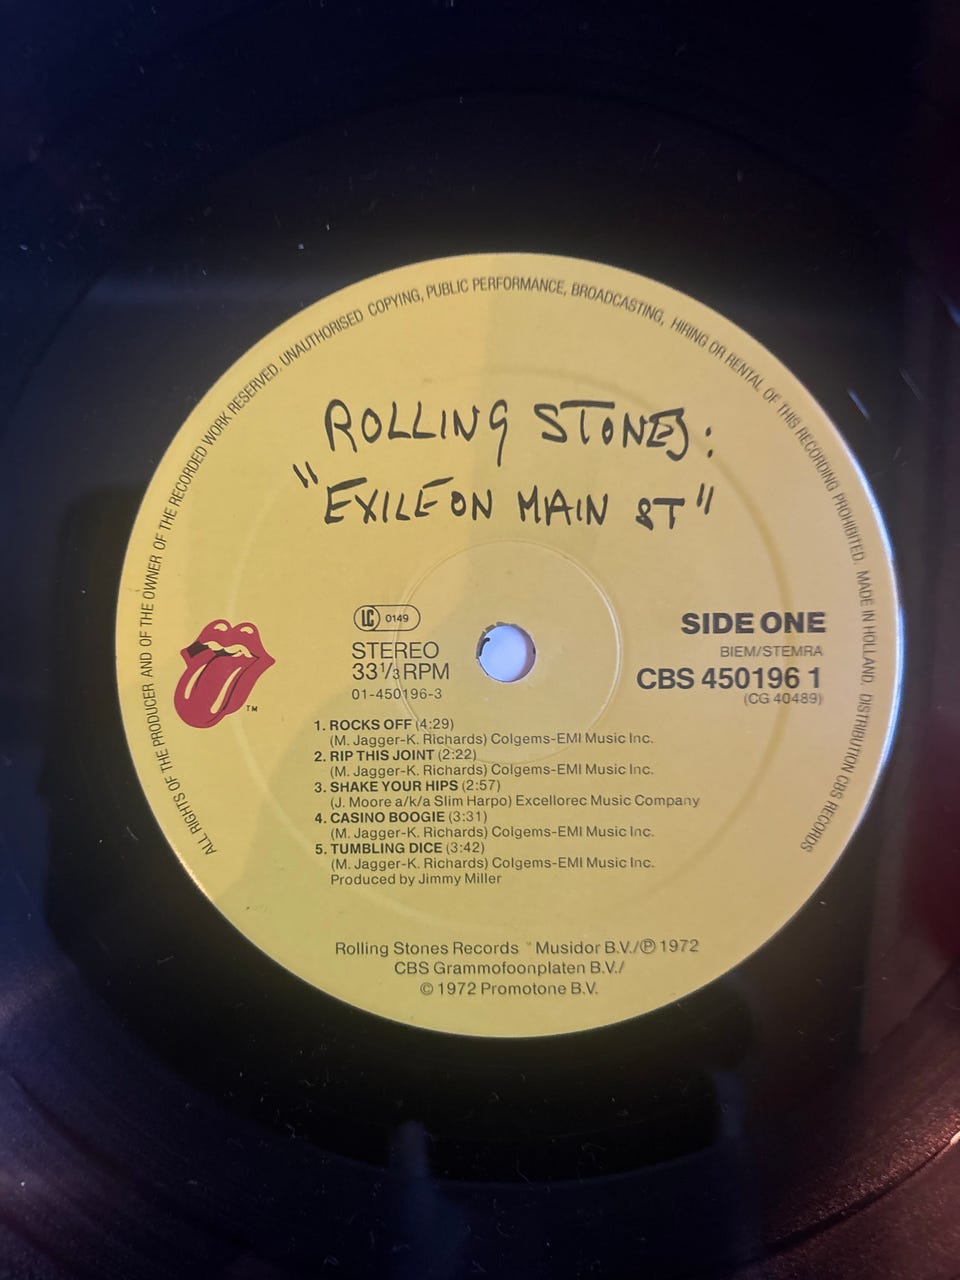 ALL RIGHTS OF THE PRODUCER AND OF THE OWNER OF THE RECORDED WORK RESERVED. UNAUTHORISED COPYING, PUBLIC PERFORMANCE, BROADCASTING, HIRING OR RENTAL OF THIS RECORDING PROHIBITED. MADE IN HOLLAND. DISTRIBUTION CBS RECORDS
ROLLING STONES:
"EXILE ON MAIN ST"
LC 0149
STEREO
33 1/3 RPM
01-450196-3
TM
SIDE ONE
BIEM/STEMRA
CBS 450196 1
(CG 40489)
1. ROCKS OFF (4:29)
(M. Jagger-K. Richards) Colgems-EMI Music Inc.
2. RIP THIS JOINT (2:22)
(M. Jagger-K. Richards) Colgems-EMI Music Inc.
3. SHAKE YOUR HIPS (2:57)
(J. Moore a/k/a Slim Harpo) Excellorec Music Company
4. CASINO BOOGIE (3:31)
(M. Jagger-K. Richards) Colgems-EMI Music Inc.
5. TUMBLING DICE (3:42)
(M. Jagger-K. Richards) Colgems-EMI Music Inc.
Produced by Jimmy Miller
Rolling Stones Records Musidor B.V./℗ 1972
CBS Grammofoonplaten B.V./
© 1972 Promotone B.V.